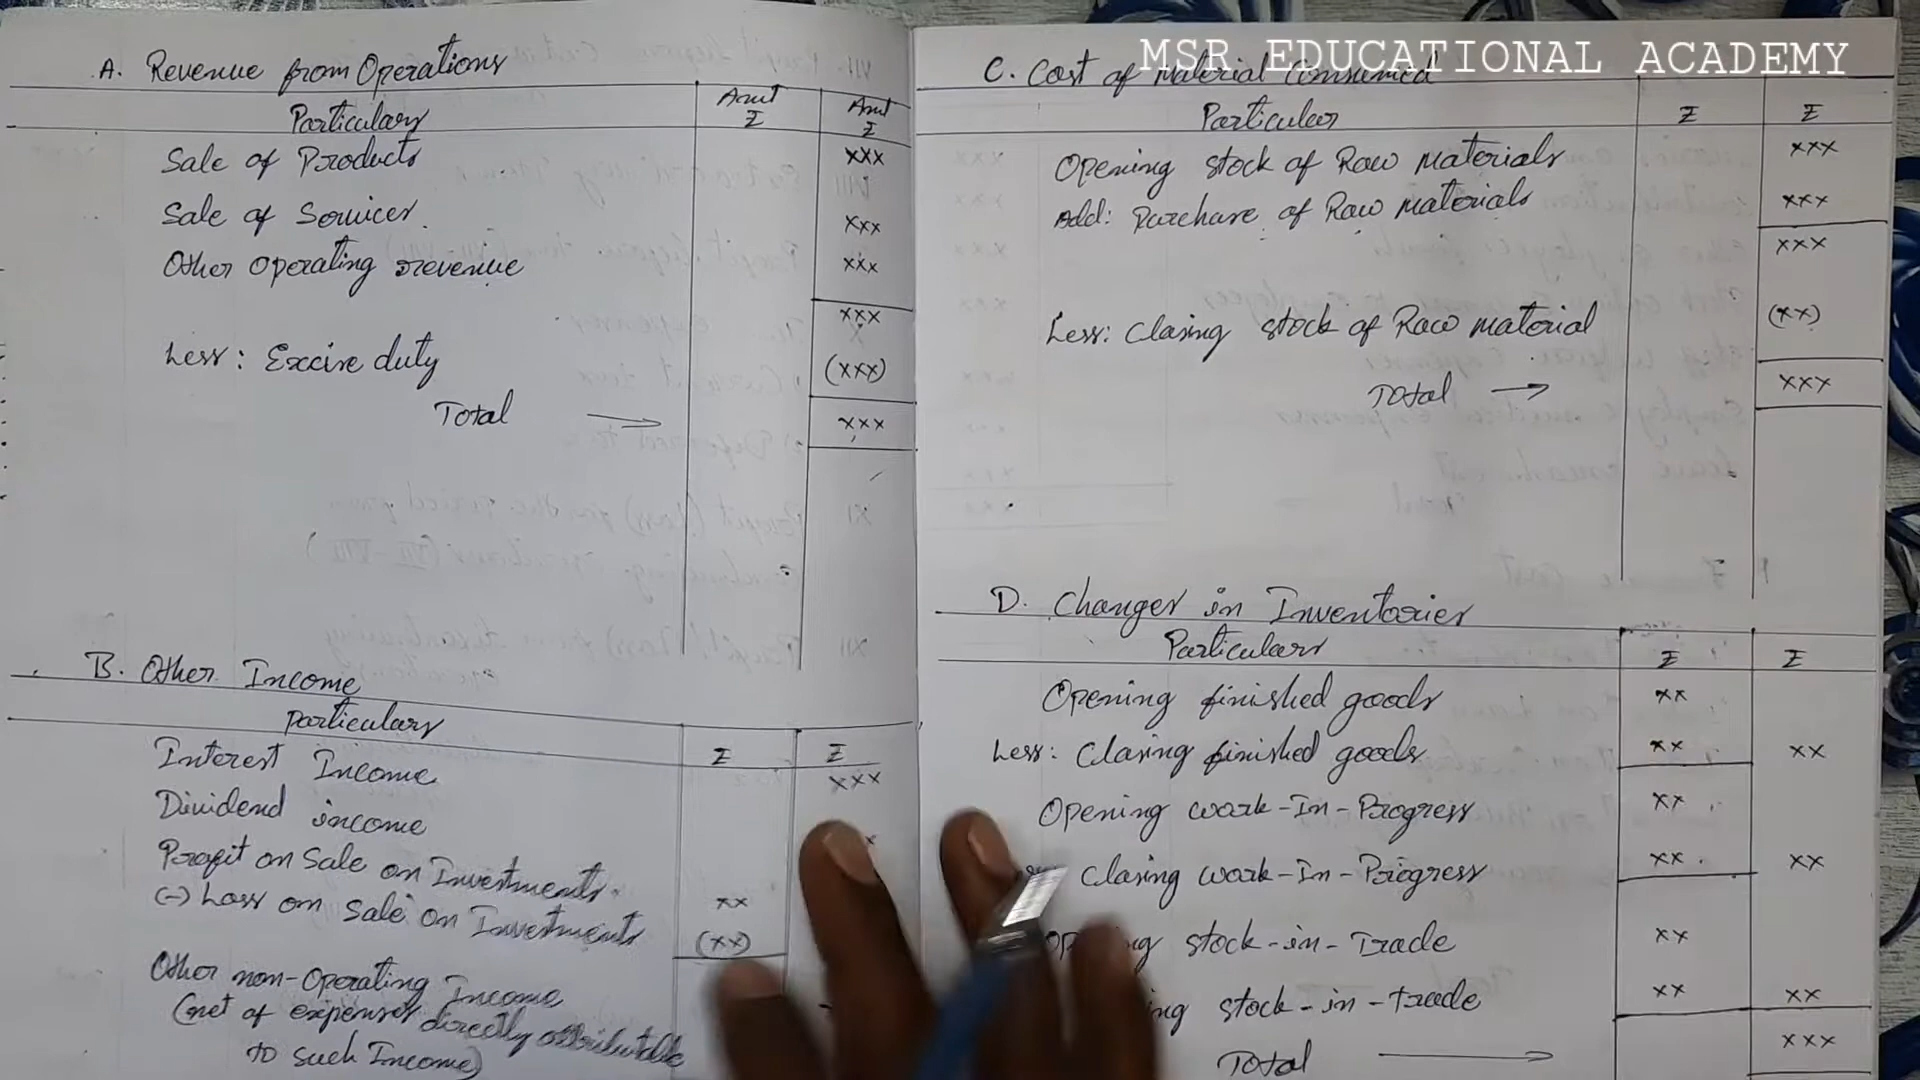 MSR EDUCATIONAL ACADEMY
A. Revenue from Operations
Particulars Amt ₹ Amt ₹
Sale of Products xxx
Sale of Services xxx
Other Operating revenue xxx
xxx
Less: Excise duty (xxx)
Total → xxx
B. Other Income
Particulars ₹ ₹
Interest Income xxx
Dividend income
Profit on Sale on Investments xx
(-) Loss on Sale on Investments (xx)
Other non-Operating Income
(net of expenses directly attributable
to such Income)
C. Cost of Material Consumed
Particular ₹ ₹
Opening stock of Raw Materials xxx
Add: Purchase of Raw Materials xxx
xxx
Less: Closing stock of Raw material (xx)
Total → xxx
D. Changes in Inventories
Particulars ₹ ₹
Opening finished goods xx
Less: Closing finished goods xx xx
Opening work-In-Progress xx
Closing work-In-Progress xx xx
stock-in-Trade xx
stock-in-trade xx xx
Total → xxx